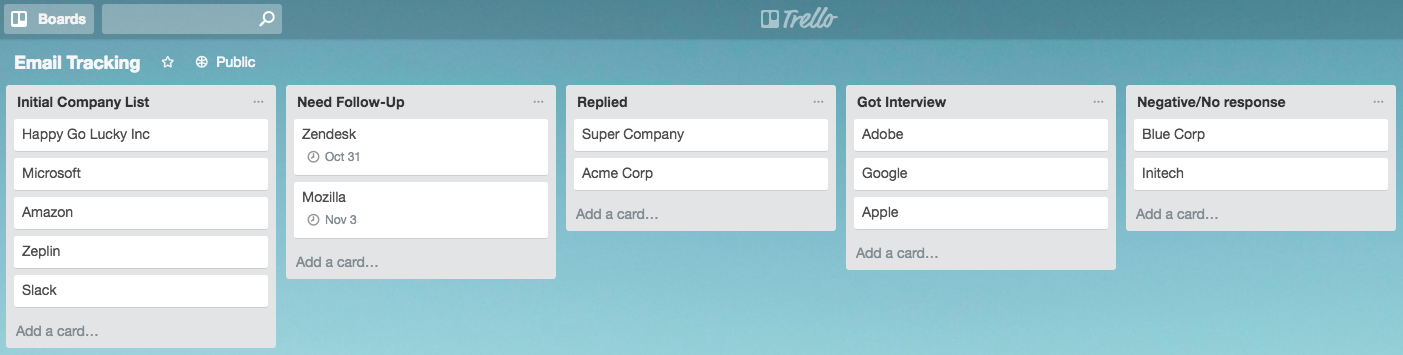 Boards
Trello
Email Tracking
Public
Initial Company List
Happy Go Lucky Inc
Microsoft
Amazon
Zeplin
Slack
Add a card…
Need Follow-Up
Zendesk
Oct 31
Mozilla
Nov 3
Add a card…
Replied
Super Company
Acme Corp
Add a card…
Got Interview
Adobe
Google
Apple
Add a card…
Negative/No response
Blue Corp
Initech
Add a card…